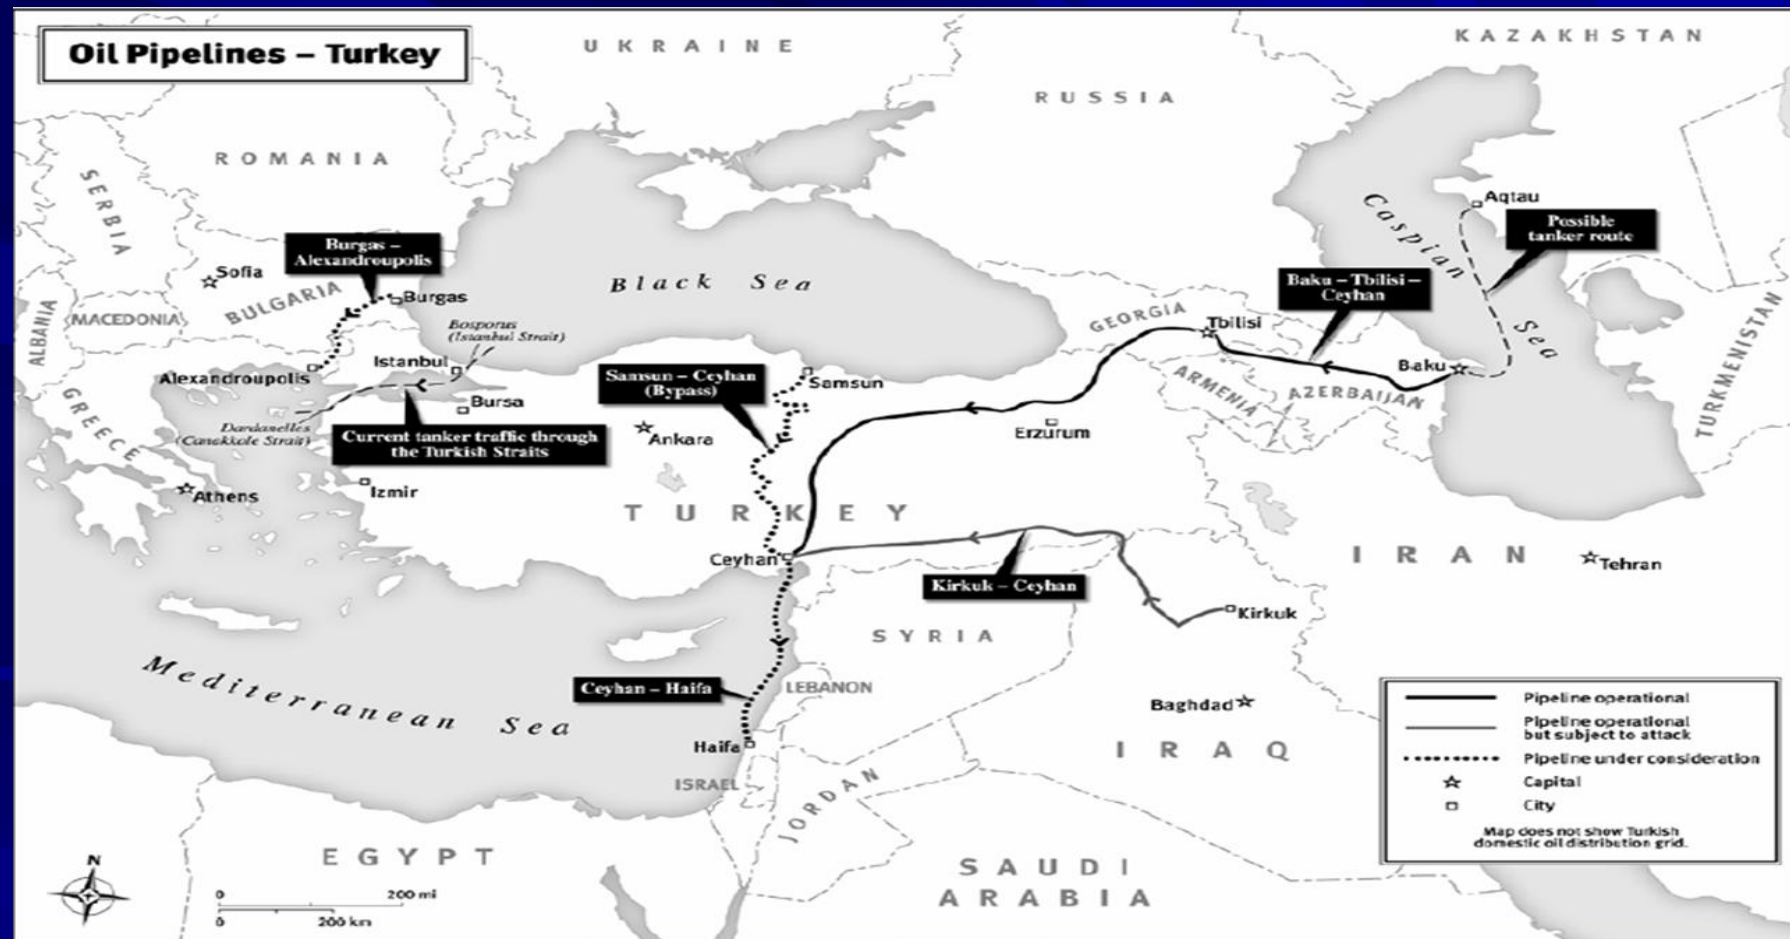 Oil Pipelines – Turkey
UKRAINE
KAZAKHSTAN
RUSSIA
ROMANIA
SERBIA
Aqtau
Caspian Sea
Possible
tanker route
Burgas –
Alexandroupolis
Sofia
BULGARIA
Burgas
Black Sea
Baku – Tbilisi –
Ceyhan
GEORGIA
Tbilisi
MACEDONIA
ALBANIA
Bosporus
(Istanbul Strait)
Istanbul
Alexandroupolis
Samsun – Ceyhan
(Bypass)
Samsun
Baku
ARMENIA
AZERBAIJAN
TURKMENISTAN
GREECE
Bursa
Dardanelles
(Canakkale Strait)
Current tanker traffic through
the Turkish Straits
Ankara
Erzurum
Athens
Izmir
TURKEY
Ceyhan
IRAN
Tehran
Kirkuk – Ceyhan
Kirkuk
SYRIA
Mediterranean Sea
Ceyhan – Haifa
LEBANON
Baghdad
Haifa
IRAQ
ISRAEL
JORDAN
EGYPT
SAUDI
ARABIA
N
0 200 mi
0 200 km
Pipeline operational
Pipeline operational
but subject to attack
Pipeline under consideration
Capital
City
Map does not show Turkish
domestic oil distribution grid.